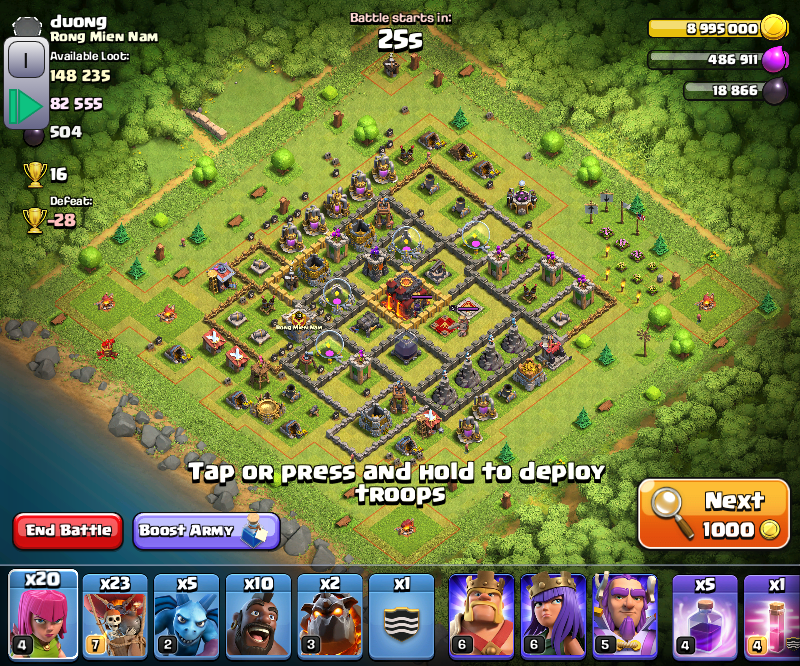 duong
Rong Mien Nam
Available Loot:
148 235
82 555
504
16
Defeat:
-28
Battle starts in:
25s
8 995 000
486 911
18 866
Rong Mien Nam
Tap or press and hold to deploy
troops
End Battle
Boost Army
Next
1000
x20
x23
x5
x10
x2
x1
x5
x1
4
7
2
3
6
6
5
4
4